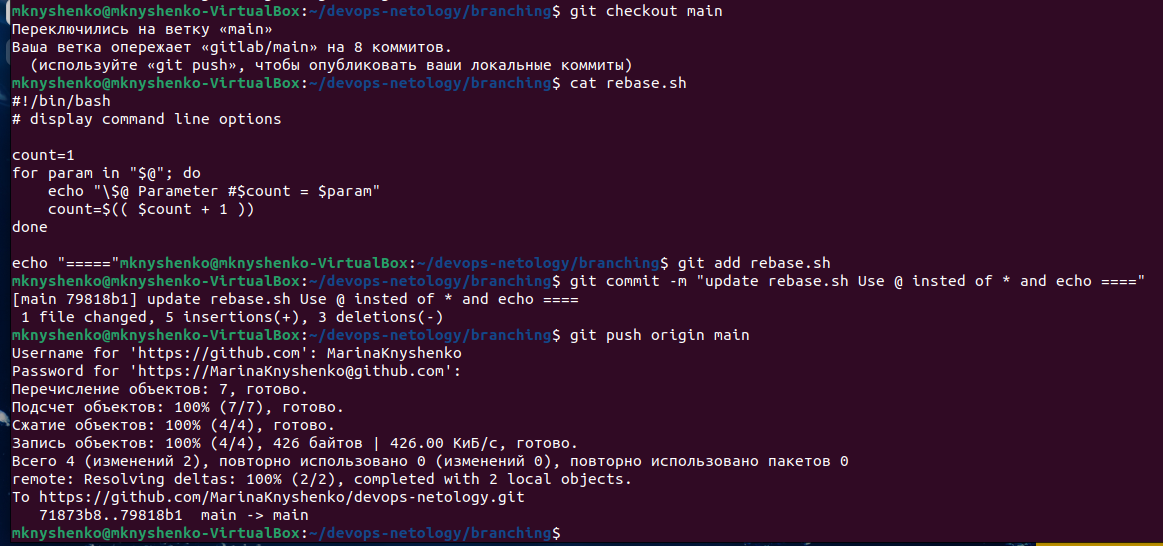 mknyshenko@mknyshenko-VirtualBox:~/devops-netology/branching$ git checkout main
Переключились на ветку «main»
Ваша ветка опережает «gitlab/main» на 8 коммитов.
  (используйте «git push», чтобы опубликовать ваши локальные коммиты)
mknyshenko@mknyshenko-VirtualBox:~/devops-netology/branching$ cat rebase.sh
#!/bin/bash
# display command line options

count=1
for param in "$@"; do
    echo "\$@ Parameter #$count = $param"
    count=$(( $count + 1 ))
done

echo "====="mknyshenko@mknyshenko-VirtualBox:~/devops-netology/branching$ git add rebase.sh
mknyshenko@mknyshenko-VirtualBox:~/devops-netology/branching$ git commit -m "update rebase.sh Use @ insted of * and echo ===="
[main 79818b1] update rebase.sh Use @ insted of * and echo ====
 1 file changed, 5 insertions(+), 3 deletions(-)
mknyshenko@mknyshenko-VirtualBox:~/devops-netology/branching$ git push origin main
Username for 'https://github.com': MarinaKnyshenko
Password for 'https://MarinaKnyshenko@github.com':
Перечисление объектов: 7, готово.
Подсчет объектов: 100% (7/7), готово.
Сжатие объектов: 100% (4/4), готово.
Запись объектов: 100% (4/4), 426 байтов | 426.00 КиБ/с, готово.
Всего 4 (изменений 2), повторно использовано 0 (изменений 0), повторно использовано пакетов 0
remote: Resolving deltas: 100% (2/2), completed with 2 local objects.
To https://github.com/MarinaKnyshenko/devops-netology.git
   71873b8..79818b1  main -> main
mknyshenko@mknyshenko-VirtualBox:~/devops-netology/branching$